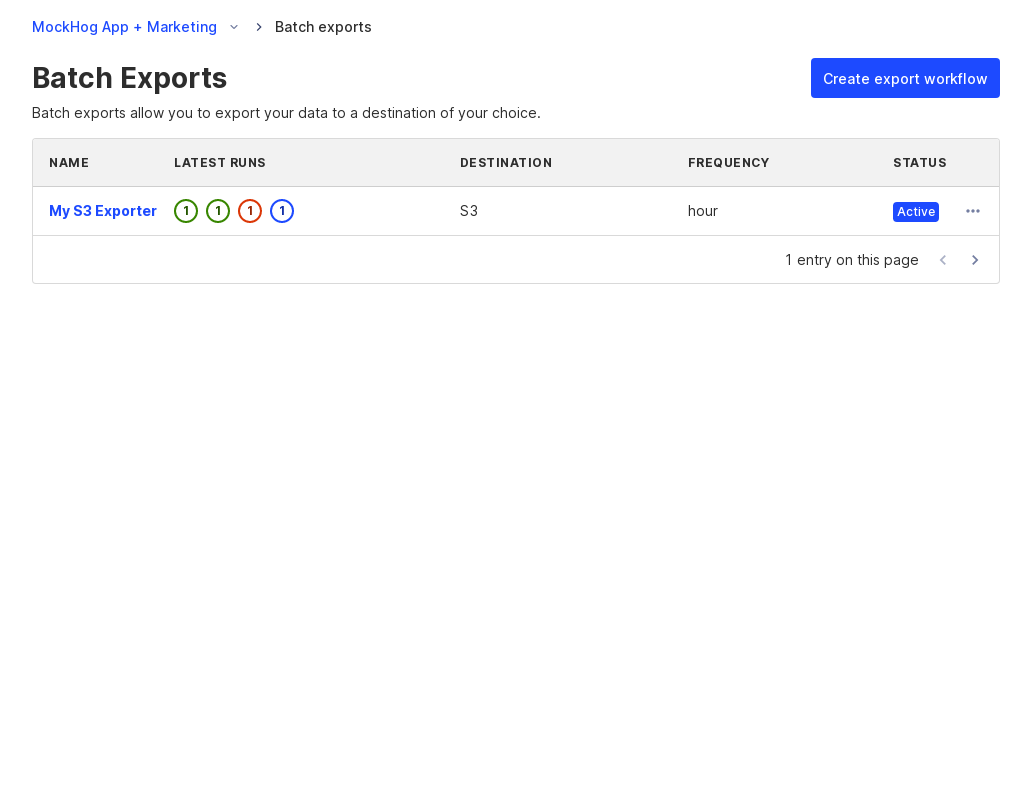 MockHog App + Marketing Batch exports
Batch Exports
Create export workflow
Batch exports allow you to export your data to a destination of your choice.
NAME LATEST RUNS DESTINATION FREQUENCY STATUS
My S3 Exporter 1 1 1 1 S3 hour Active
1 entry on this page